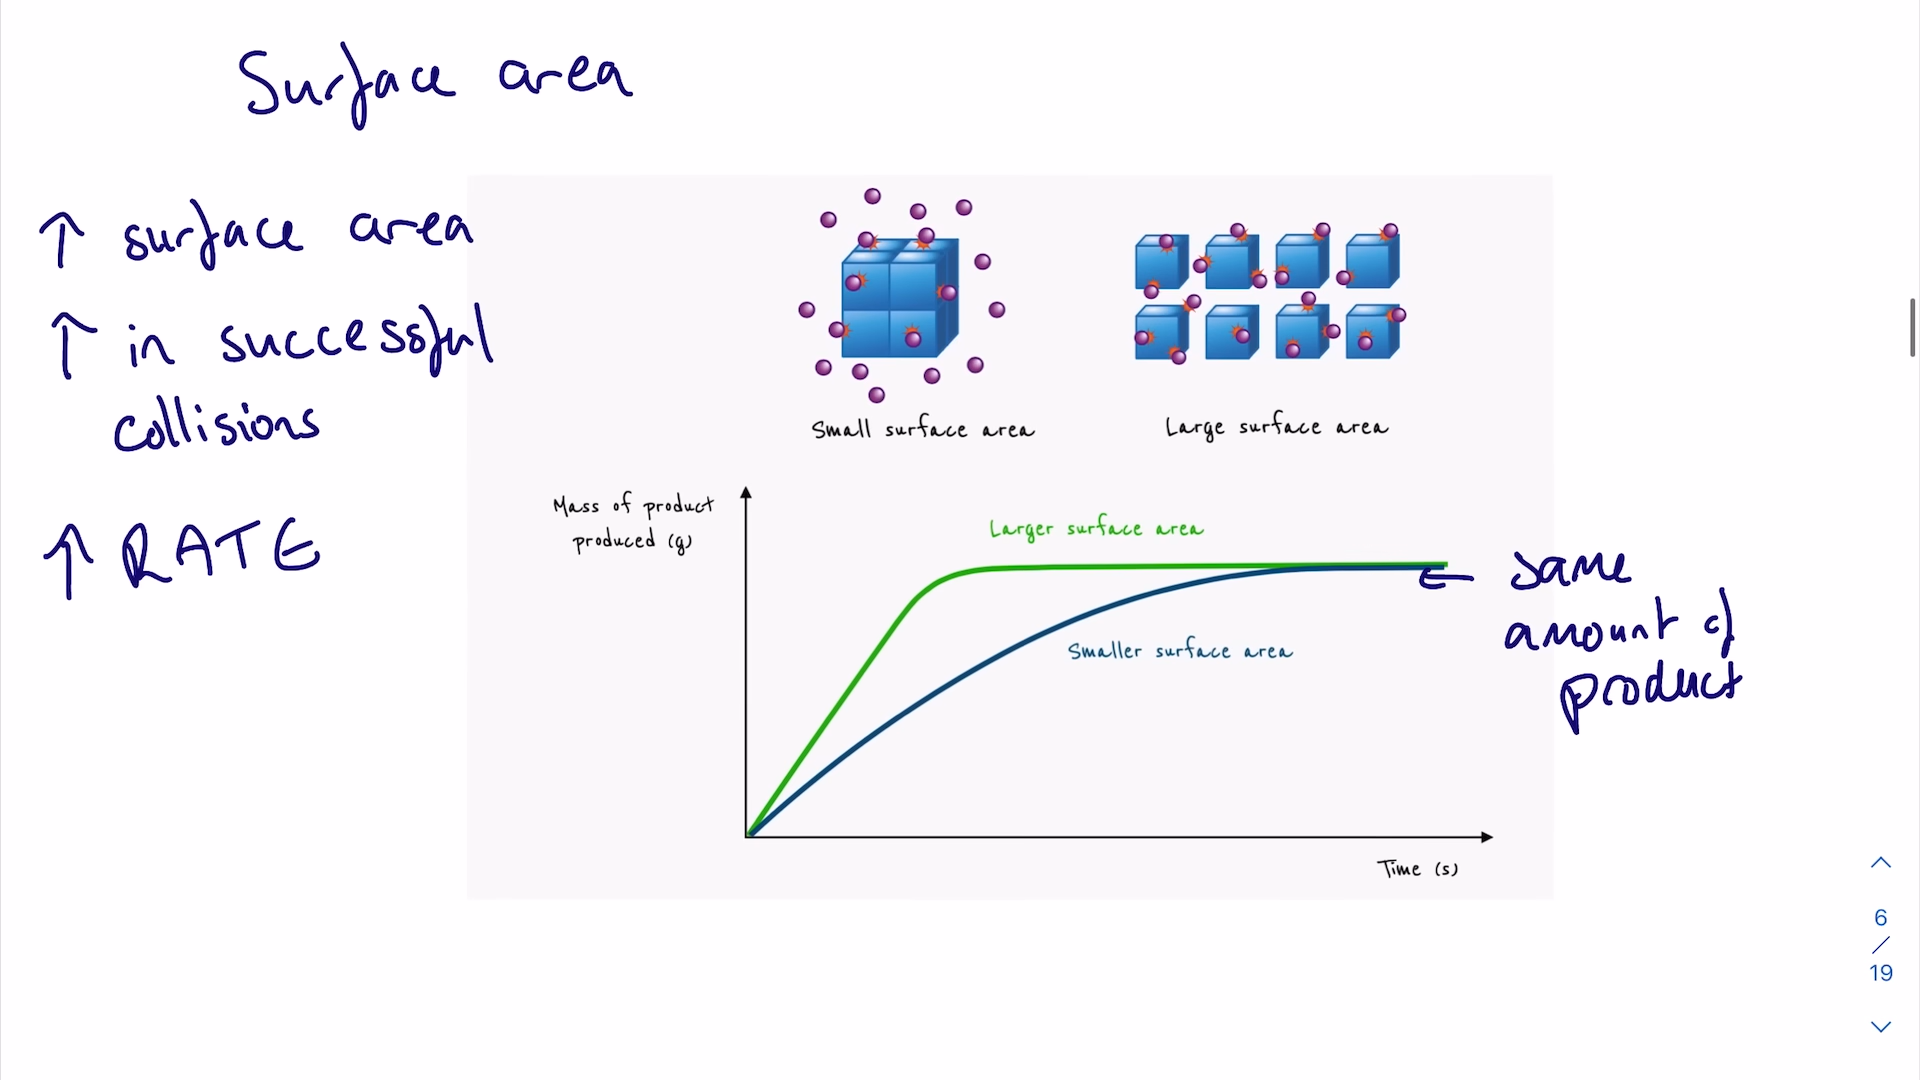 Surface area
↑ surface area
↑ in successful
collisions
↑ RATE
Small surface area
Large surface area
Mass of product
produced (g)
Larger surface area
Smaller surface area
Time (s)
← same
amount of
product
6
/
19